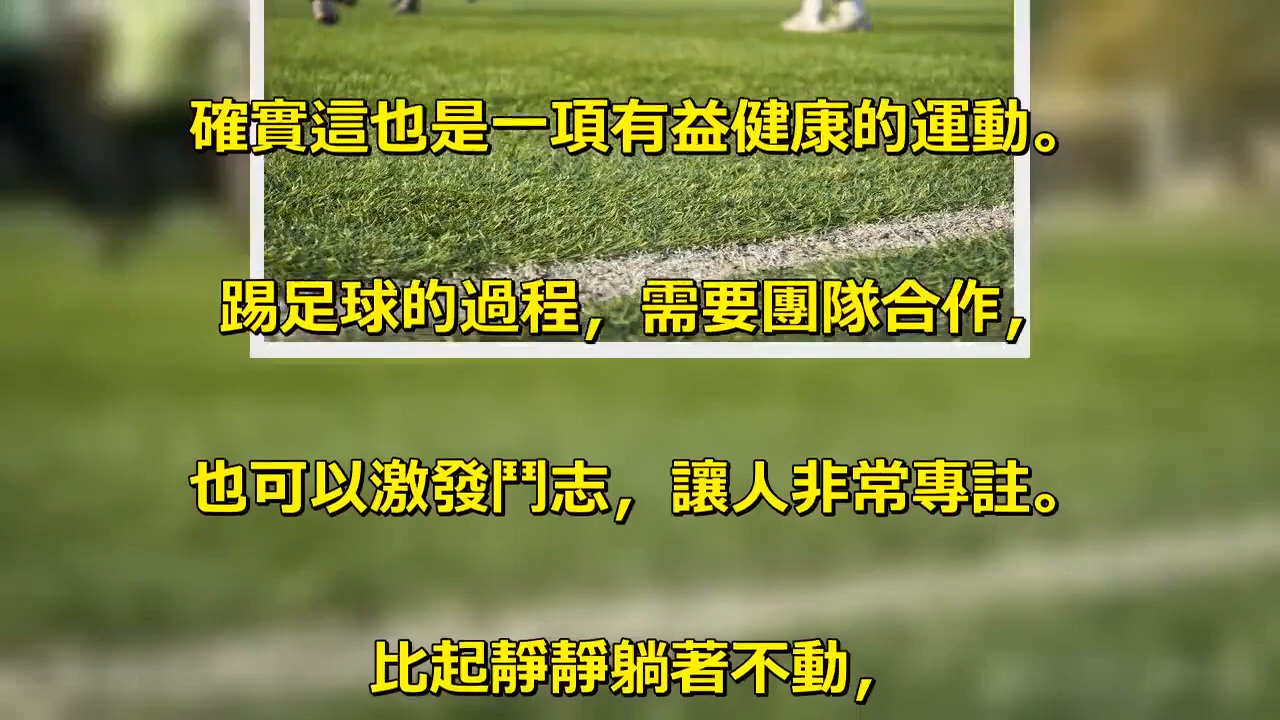 確實這也是一項有益健康的運動。
踢足球的過程，需要團隊合作，
也可以激發鬥志，讓人非常專註。
比起靜靜躺著不動，